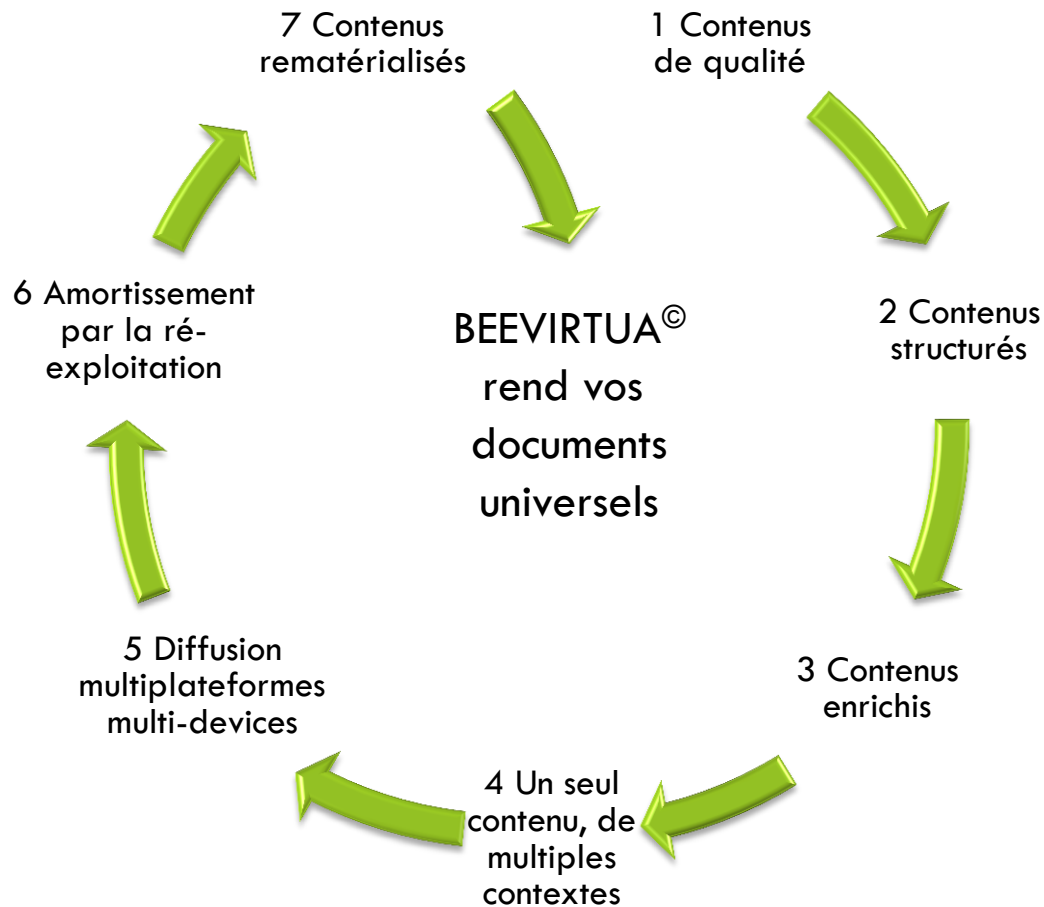 7 Contenus
rematérialisés
1 Contenus
de qualité
2 Contenus
structurés
3 Contenus
enrichis
4 Un seul
contenu, de
multiples
contextes
5 Diffusion
multiplateformes
multi-devices
6 Amortissement
par la ré-
exploitation
BEEVIRTUA©
rend vos
documents
universels